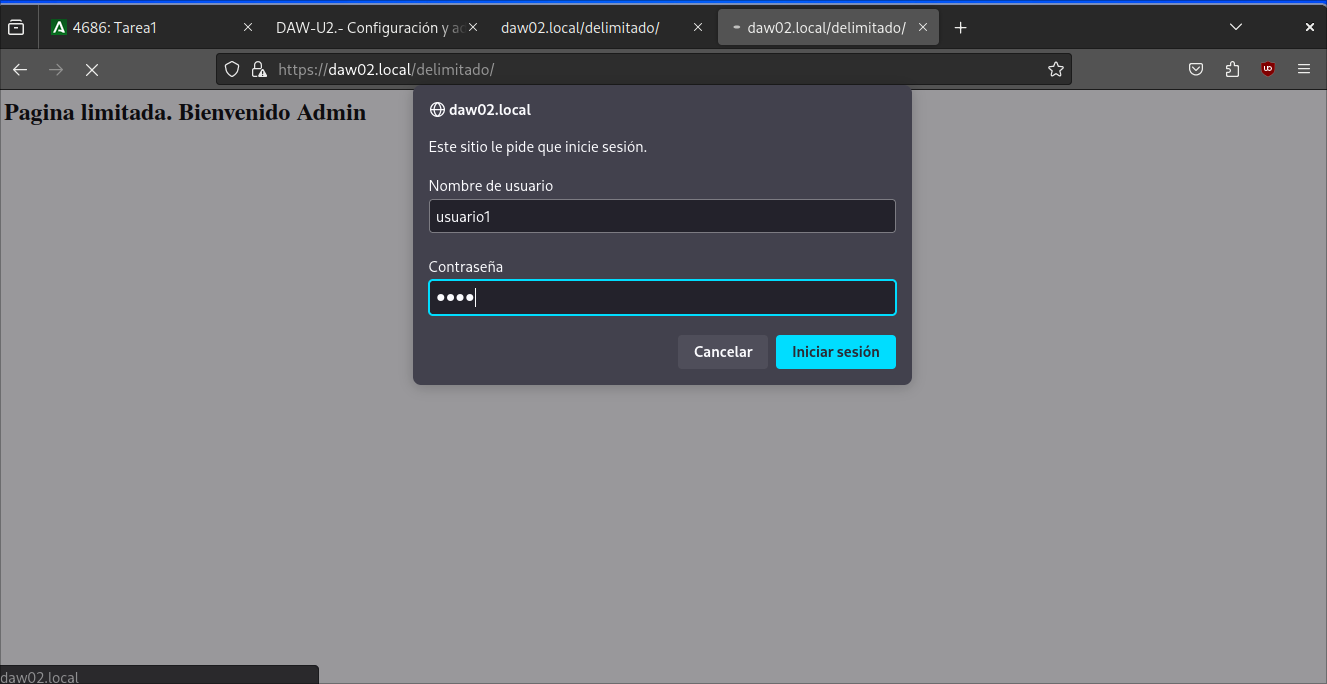 4686: Tarea1
DAW-U2.- Configuración y ac
daw02.local/delimitado/
daw02.local/delimitado/
https://daw02.local/delimitado/
Pagina limitada. Bienvenido Admin
daw02.local
Este sitio le pide que inicie sesión.
Nombre de usuario
usuario1
Contraseña
Cancelar
Iniciar sesión
daw02.local